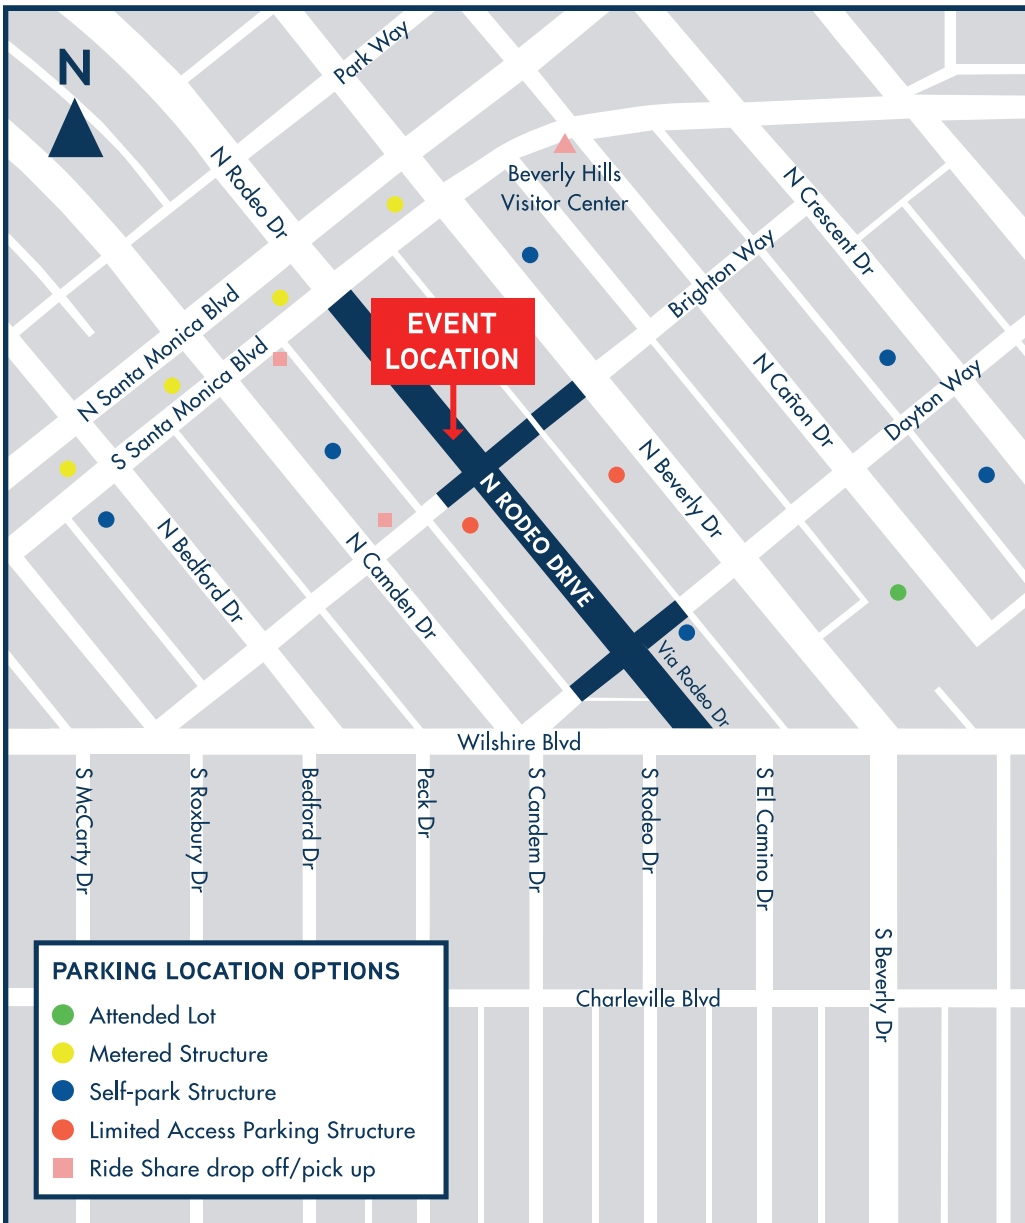 N
Park Way
N Rodeo Dr
Beverly Hills
Visitor Center
N Crescent Dr
Brighton Way
N Santa Monica Blvd
S Santa Monica Blvd
EVENT
LOCATION
N Cañon Dr
Dayton Way
N Beverly Dr
N RODEO DRIVE
N Bedford Dr
N Camden Dr
Via Rodeo Dr
Wilshire Blvd
S McCarty Dr
S Roxbury Dr
Bedford Dr
Peck Dr
S Candem Dr
S Rodeo Dr
S El Camino Dr
S Beverly Dr
Charleville Blvd
PARKING LOCATION OPTIONS
Attended Lot
Metered Structure
Self-park Structure
Limited Access Parking Structure
Ride Share drop off/pick up